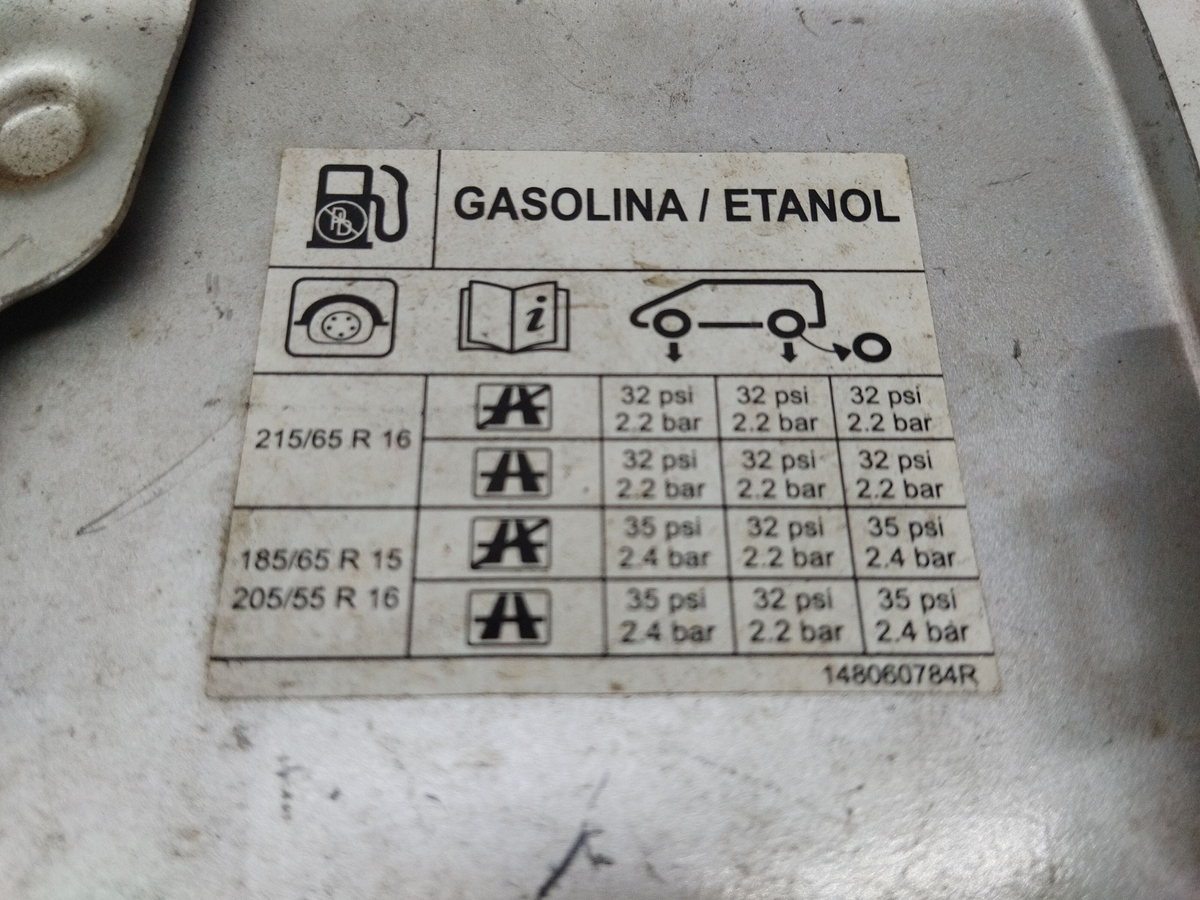 GASOLINA / ETANOL
PB
i
215/65 R 16
32 psi 32 psi 32 psi
2.2 bar 2.2 bar 2.2 bar
32 psi 32 psi 32 psi
2.2 bar 2.2 bar 2.2 bar
185/65 R 15
205/55 R 16
35 psi 32 psi 35 psi
2.4 bar 2.2 bar 2.4 bar
35 psi 32 psi 35 psi
2.4 bar 2.2 bar 2.4 bar
148060784R